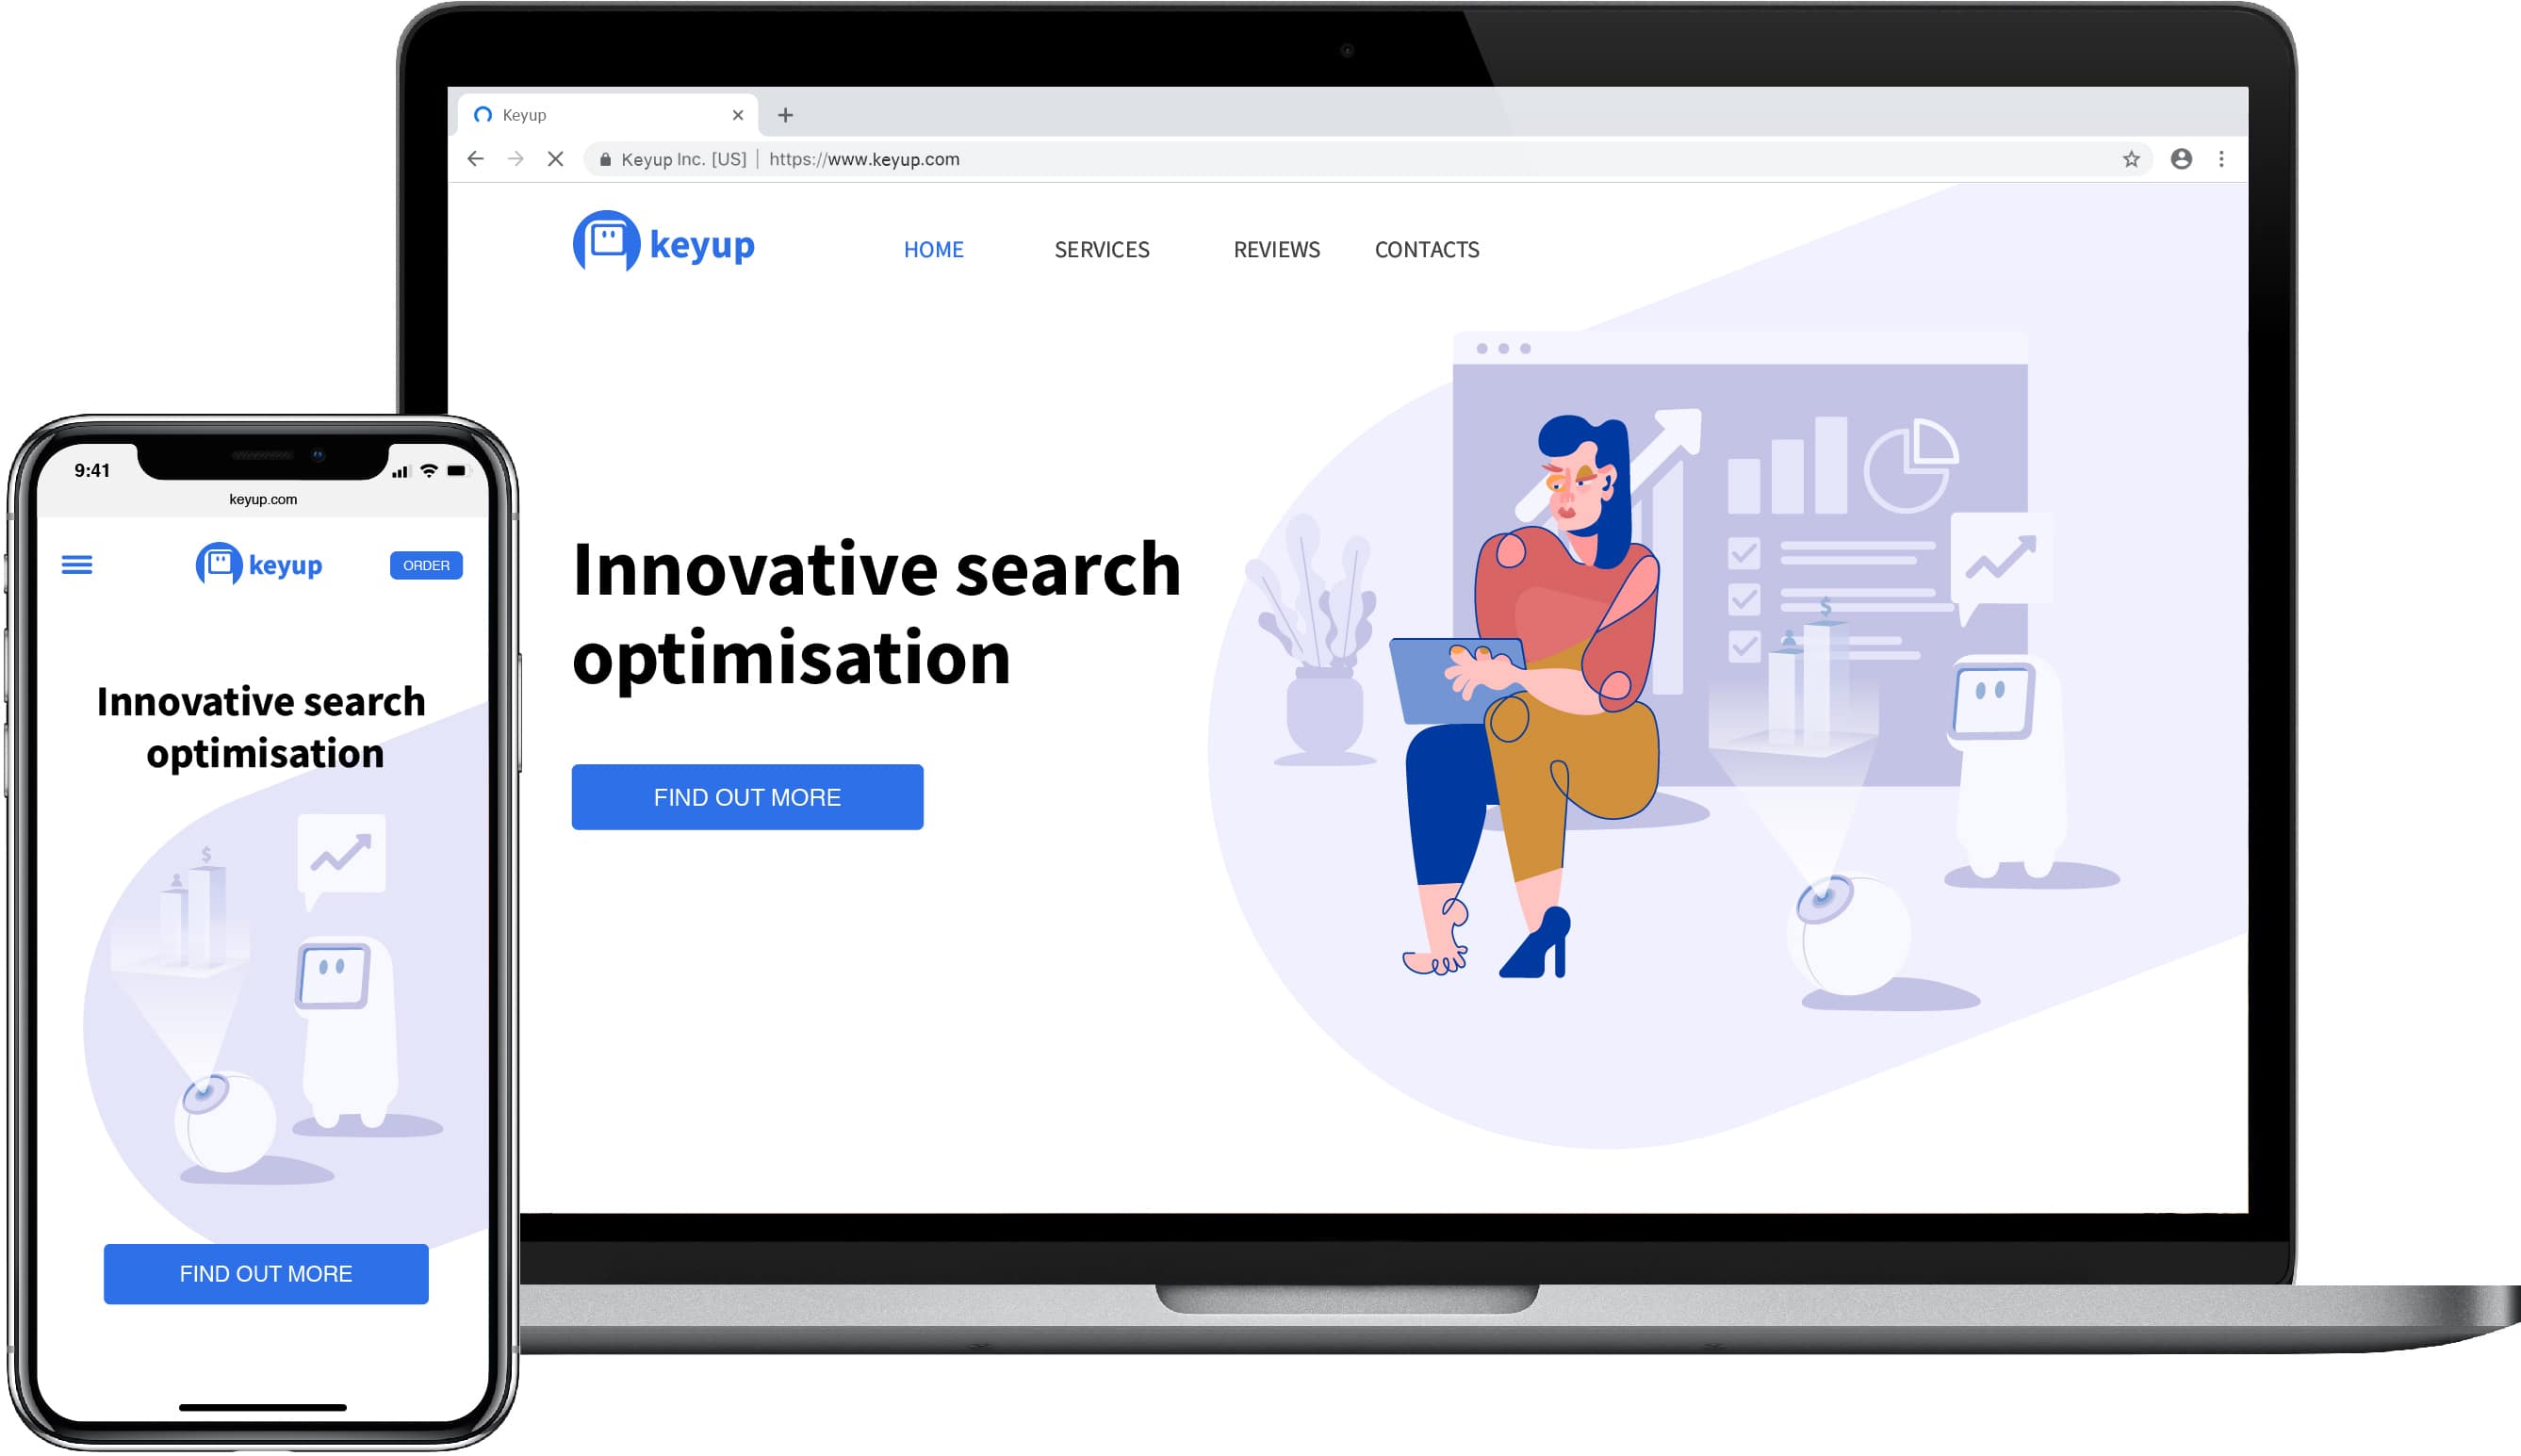 Keyup
Keyup Inc. [US] | https://www.keyup.com
keyup
HOME
SERVICES
REVIEWS
CONTACTS
Innovative search
optimisation
FIND OUT MORE
$
9:41
keyup.com
keyup
ORDER
Innovative search
optimisation
$
FIND OUT MORE